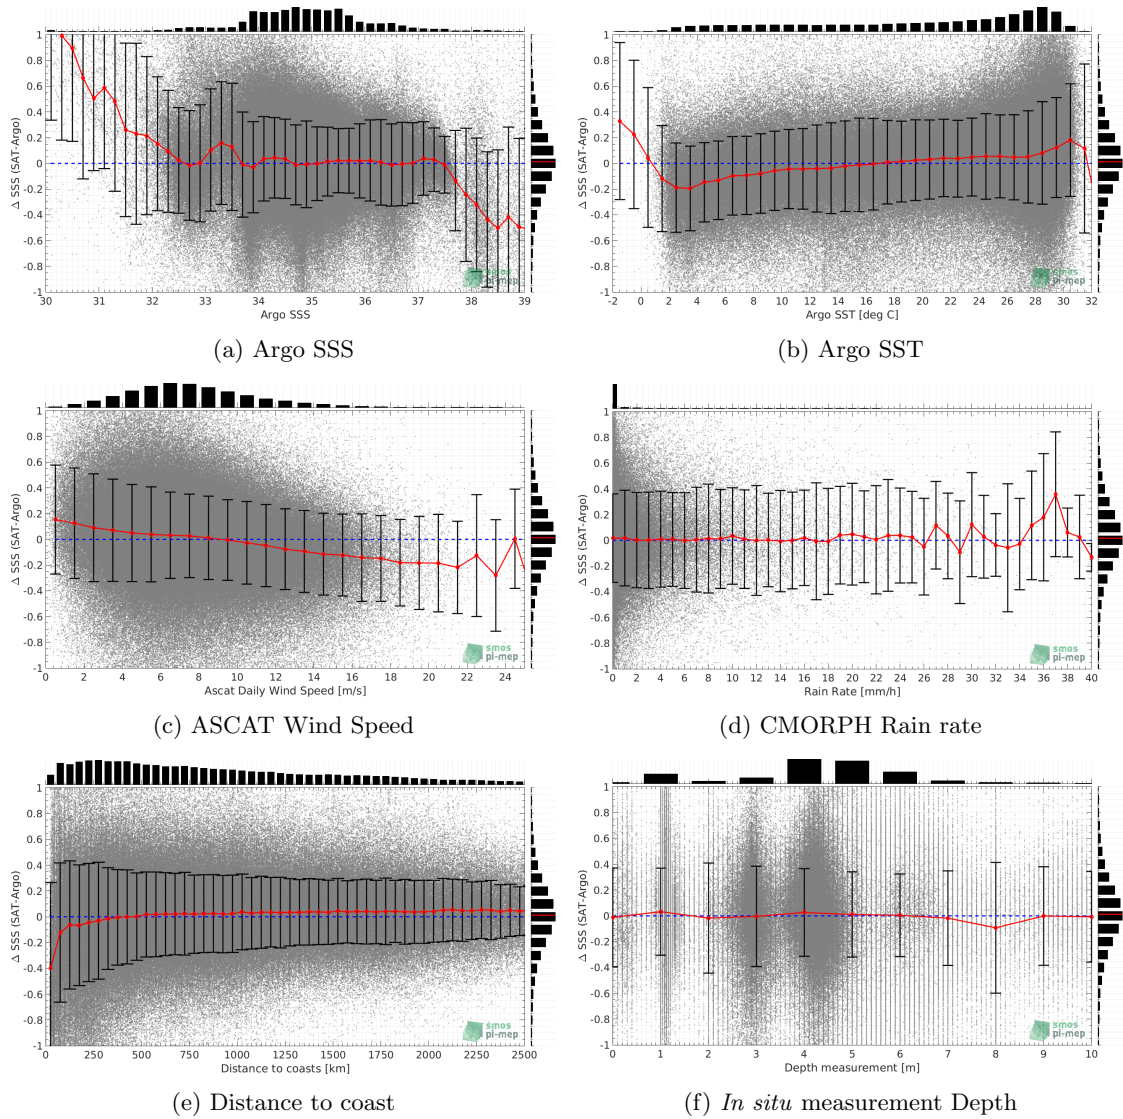 1
0.8
0.6
0.4
0.2
0
-0.2
-0.4
-0.6
-0.8
-1
Δ SSS (SAT-Argo)
30 31 32 33 34 35 36 37 38 39
Argo SSS
smos
pi-mep
(a) Argo SSS
1
0.8
0.6
0.4
0.2
0
-0.2
-0.4
-0.6
-0.8
-1
Δ SSS (SAT-Argo)
-2 0 2 4 6 8 10 12 14 16 18 20 22 24 26 28 30 32
Argo SST [deg C]
smos
pi-mep
(b) Argo SST
1
0.8
0.6
0.4
0.2
0
-0.2
-0.4
-0.6
-0.8
-1
Δ SSS (SAT-Argo)
0 2 4 6 8 10 12 14 16 18 20 22 24
Ascat Daily Wind Speed [m/s]
smos
pi-mep
(c) ASCAT Wind Speed
1
0.8
0.6
0.4
0.2
0
-0.2
-0.4
-0.6
-0.8
-1
Δ SSS (SAT-Argo)
0 2 4 6 8 10 12 14 16 18 20 22 24 26 28 30 32 34 36 38 40
Rain Rate [mm/h]
smos
pi-mep
(d) CMORPH Rain rate
1
0.8
0.6
0.4
0.2
0
-0.2
-0.4
-0.6
-0.8
-1
Δ SSS (SAT-Argo)
0 250 500 750 1000 1250 1500 1750 2000 2250 2500
Distance to coasts [km]
smos
pi-mep
(e) Distance to coast
1
0.8
0.6
0.4
0.2
0
-0.2
-0.4
-0.6
-0.8
-1
Δ SSS (SAT-Argo)
0 1 2 3 4 5 6 7 8 9 10
Depth measurement [m]
smos
pi-mep
(f) In situ measurement Depth